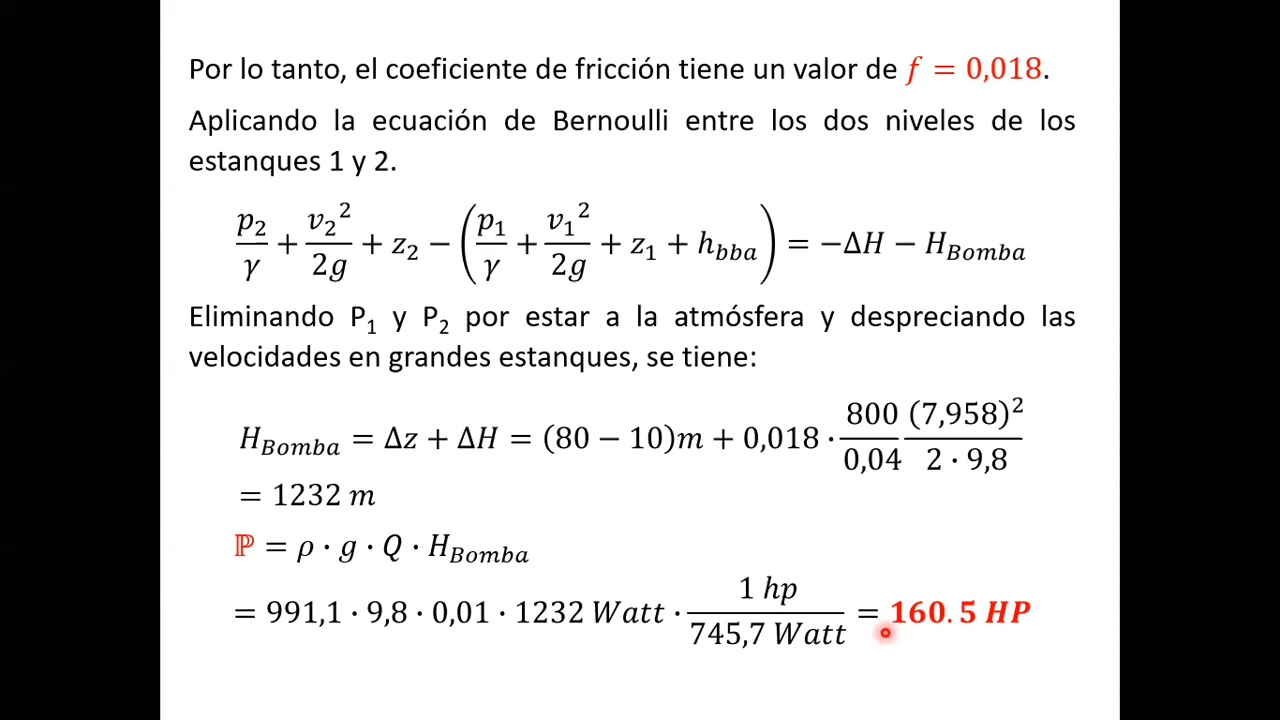 Por lo tanto, el coeficiente de fricción tiene un valor de f = 0,018.
Aplicando la ecuación de Bernoulli entre los dos niveles de los
estanques 1 y 2.
p₂/γ + v₂²/2g + z₂ − (p₁/γ + v₁²/2g + z₁ + h_bba) = −ΔH − H_Bomba
Eliminando P₁ y P₂ por estar a la atmósfera y despreciando las
velocidades en grandes estanques, se tiene:
H_Bomba = Δz + ΔH = (80 − 10)m + 0,018 · 800/0,04 (7,958)²/2 · 9,8
= 1232 m
ℙ = ρ · g · Q · H_Bomba
= 991,1 · 9,8 · 0,01 · 1232 Watt · 1 hp/745,7 Watt = 160.5 HP